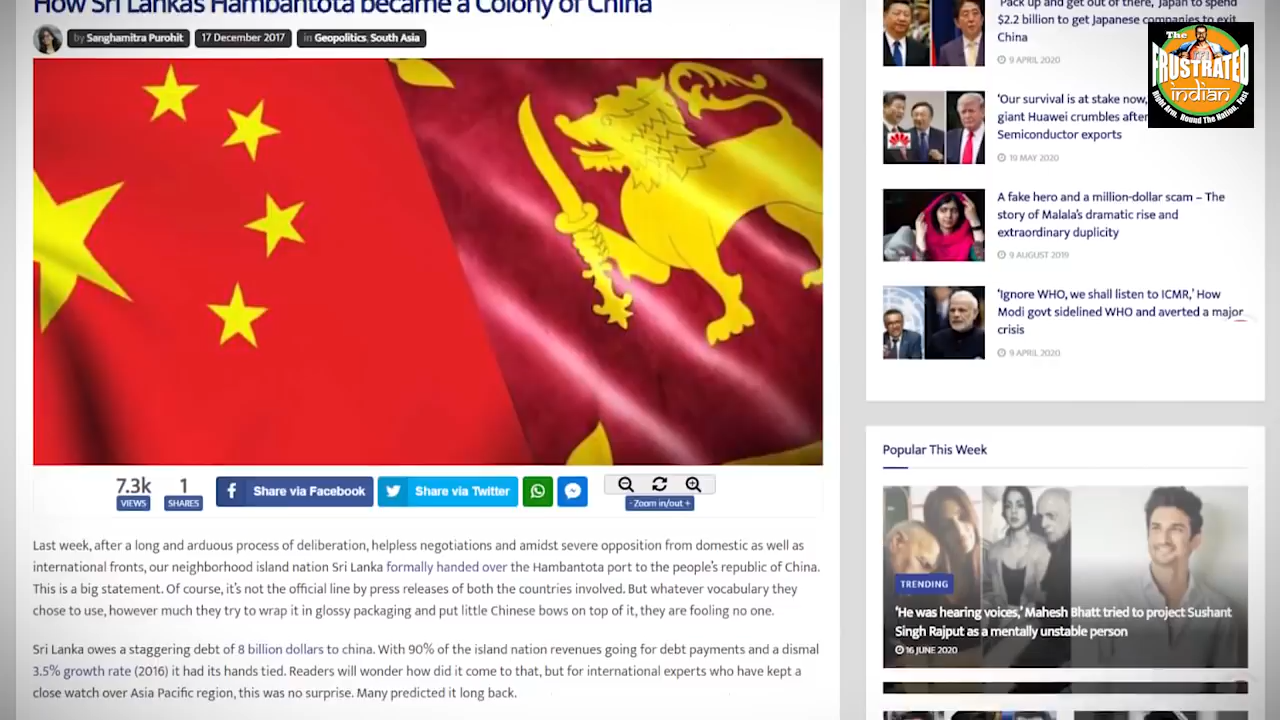 How Sri Lankas Hambantota became a Colony of China
by Sanghamitra Purohit
17 December 2017
in Geopolitics, South Asia
7.3k
VIEWS
1
SHARES
Share via Facebook
Share via Twitter
- Zoom in/out +
Last week, after a long and arduous process of deliberation, helpless negotiations and amidst severe opposition from domestic as well as
international fronts, our neighborhood island nation Sri Lanka formally handed over the Hambantota port to the people's republic of China.
This is a big statement. Of course, it's not the official line by press releases of both the countries involved. But whatever vocabulary they
chose to use, however much they try to wrap it in glossy packaging and put little Chinese bows on top of it, they are fooling no one.
Sri Lanka owes a staggering debt of 8 billion dollars to china. With 90% of the island nation revenues going for debt payments and a dismal
3.5% growth rate (2016) it had its hands tied. Readers will wonder how did it come to that, but for international experts who have kept a
close watch over Asia Pacific region, this was no surprise. Many predicted it long back.
'Pack up and get out of there,' Japan to spend
$2.2 billion to get Japanese companies to exit
China
9 APRIL 2020
'Our survival is at stake now,
giant Huawei crumbles after
Semiconductor exports
19 MAY 2020
A fake hero and a million-dollar scam – The
story of Malala's dramatic rise and
extraordinary duplicity
9 AUGUST 2019
'Ignore WHO, we shall listen to ICMR,' How
Modi govt sidelined WHO and averted a major
crisis
9 APRIL 2020
Popular This Week
TRENDING
'He was hearing voices,' Mahesh Bhatt tried to project Sushant
Singh Rajput as a mentally unstable person
16 JUNE 2020
The
FRUSTRATED
indian
Right Arm. Round The Nation. Fast